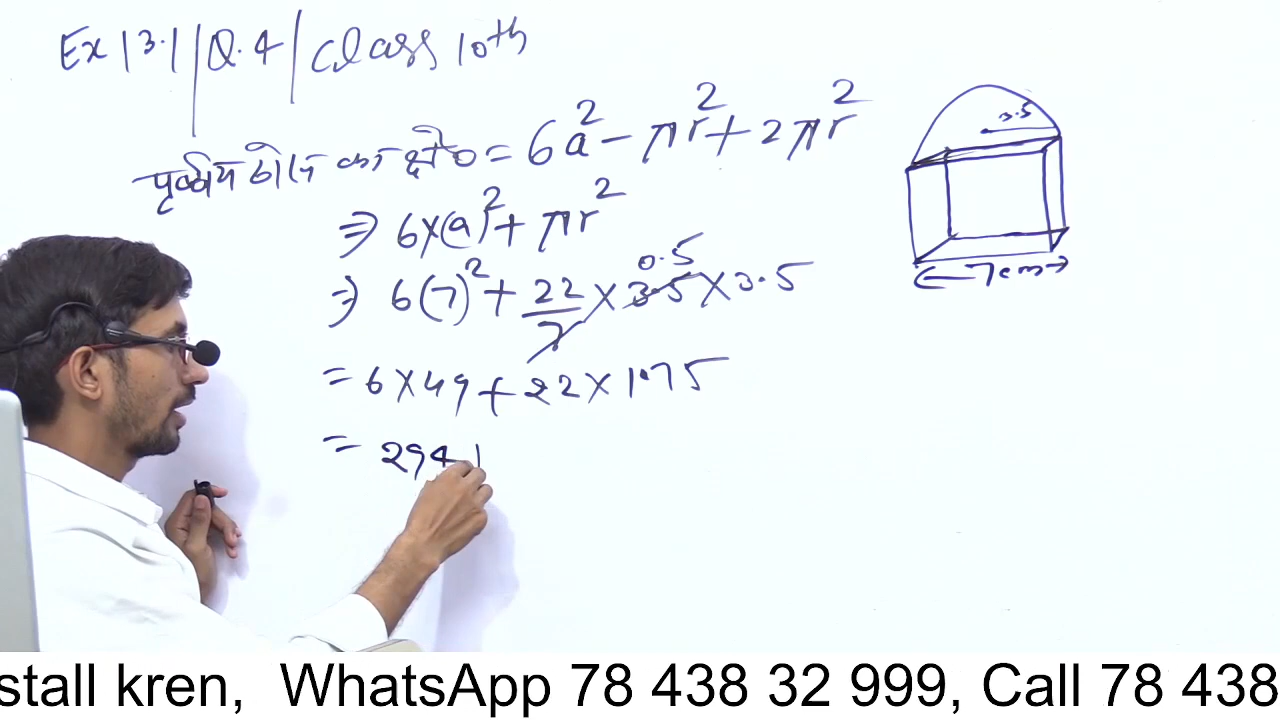 Ex 13.1 | Q.4 | Class 10th
पृष्ठीय ठोस का क्षे० = 6a² - πr² + 2πr²
⇒ 6×(a)² + πr²
⇒ 6(7)² + 22/7 × 3.5 × 3.5
0.5
= 6×49 + 22×1.75
= 294
3.5
7cm
stall kren, WhatsApp 78 438 32 999, Call 78 438